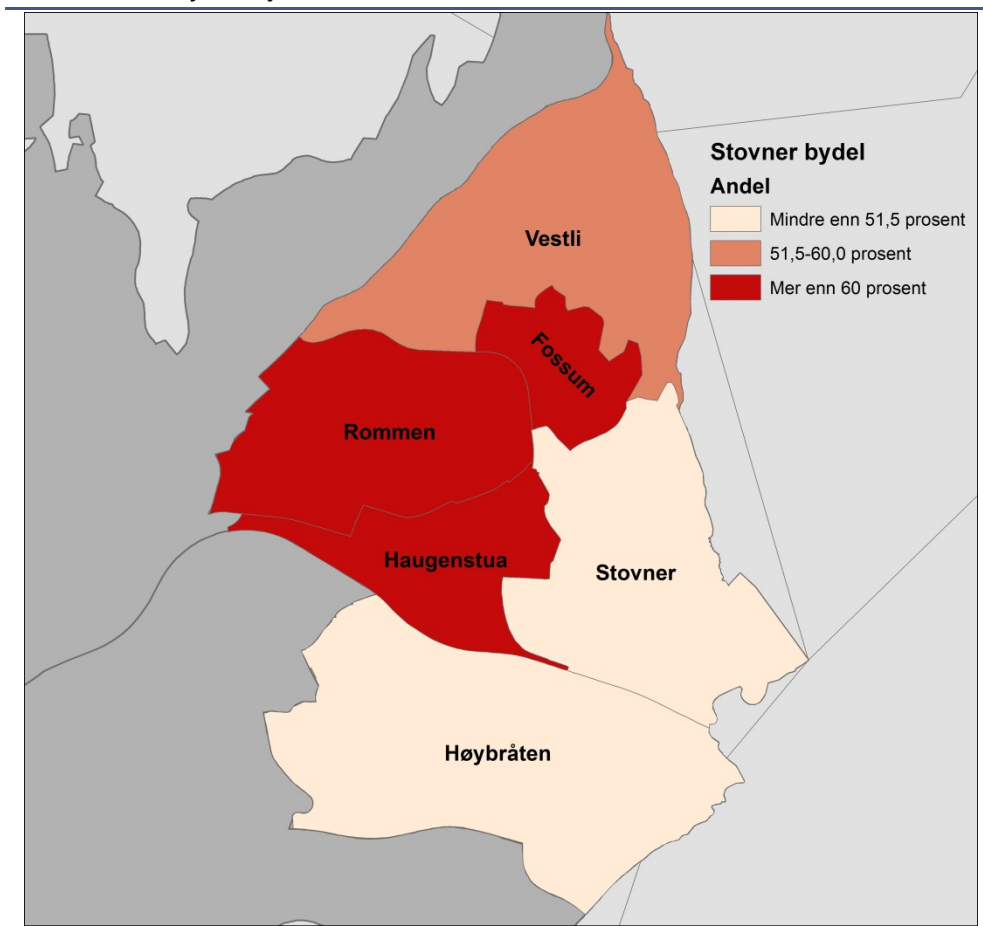 Stovner bydel
Andel
Mindre enn 51,5 prosent
51,5-60,0 prosent
Mer enn 60 prosent
Vestli
Fossum
Rommen
Haugenstua
Stovner
Høybråten